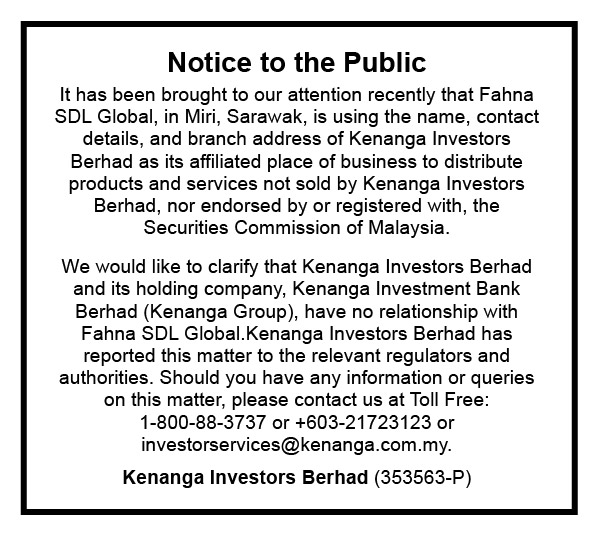 Notice to the Public
It has been brought to our attention recently that Fahna
SDL Global, in Miri, Sarawak, is using the name, contact
details, and branch address of Kenanga Investors
Berhad as its affiliated place of business to distribute
products and services not sold by Kenanga Investors
Berhad, nor endorsed by or registered with, the
Securities Commission of Malaysia.
We would like to clarify that Kenanga Investors Berhad
and its holding company, Kenanga Investment Bank
Berhad (Kenanga Group), have no relationship with
Fahna SDL Global.Kenanga Investors Berhad has
reported this matter to the relevant regulators and
authorities. Should you have any information or queries
on this matter, please contact us at Toll Free:
1-800-88-3737 or +603-21723123 or
investorservices@kenanga.com.my.
Kenanga Investors Berhad (353563-P)